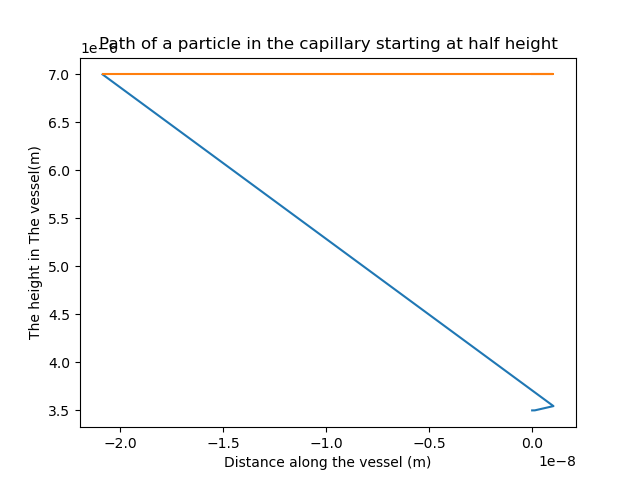 Path of a particle in the capillary starting at half height
1e−6
7.0
6.5
6.0
5.5
5.0
4.5
4.0
3.5
The height in The vessel(m)
−2.0 −1.5 −1.0 −0.5 0.0
1e−8
Distance along the vessel (m)